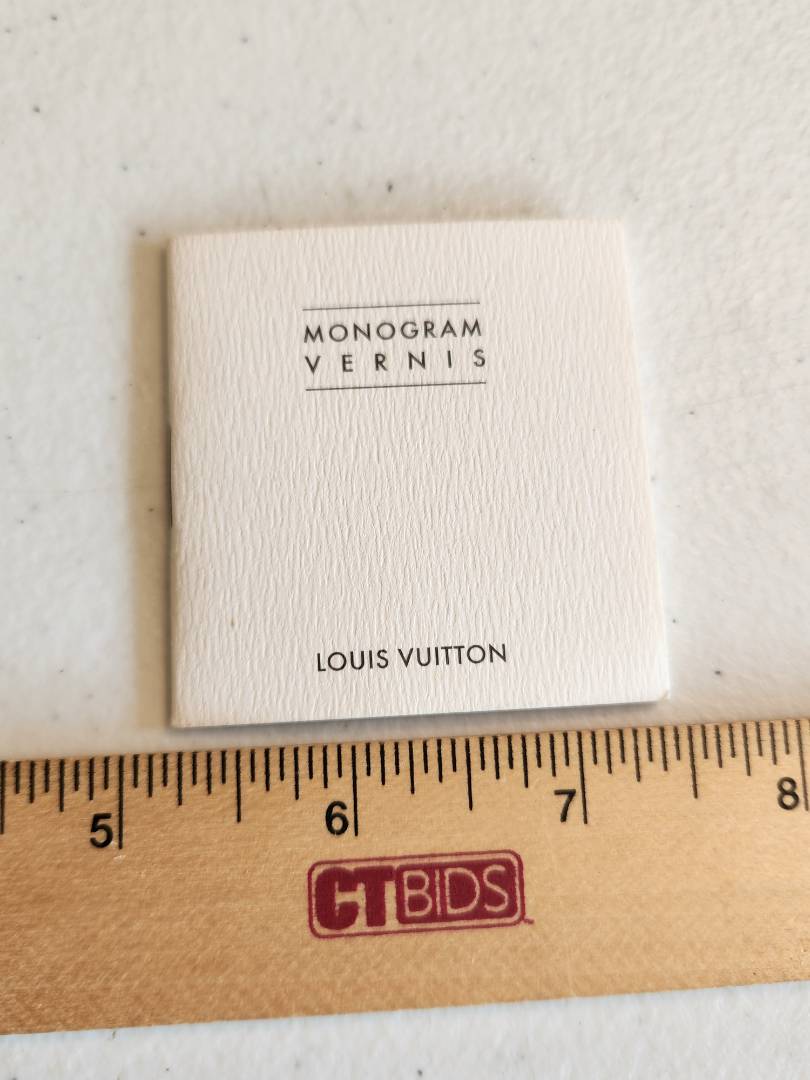 MONOGRAM
VERNIS
LOUIS VUITTON
5 6 7 8
CTBIDS